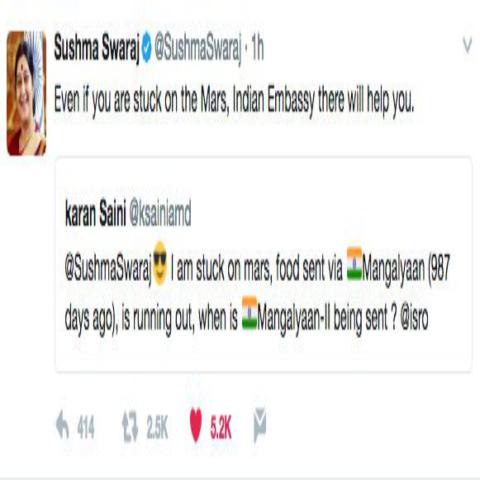 Sushma Swaraj @SushmaSwaraj · 1h
Even if you are stuck on the Mars, Indian Embassy there will help you.
karan Saini @ksainiamd
@SushmaSwaraj😎 I am stuck on mars, food sent via 🇮🇳Mangalyaan (987
days ago), is running out, when is 🇮🇳Mangalyaan-II being sent ? @isro
414 2.5K 5.2K